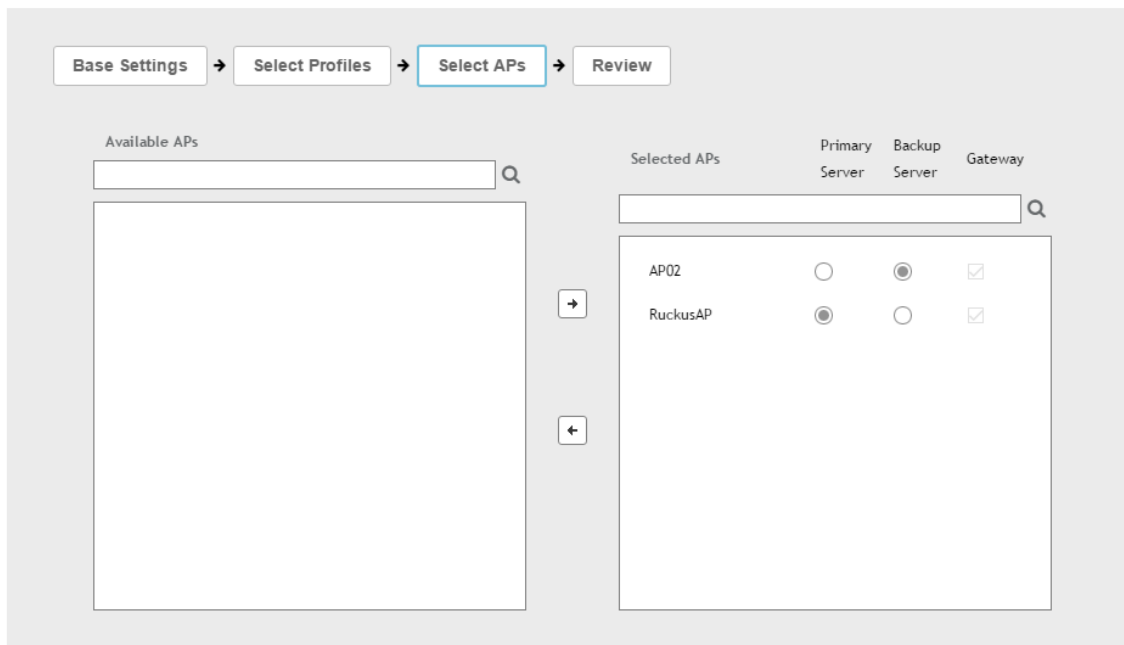 Base Settings Select Profiles Select APs Review
Available APs
Selected APs
Primary Server
Backup Server
Gateway
AP02
RuckusAP